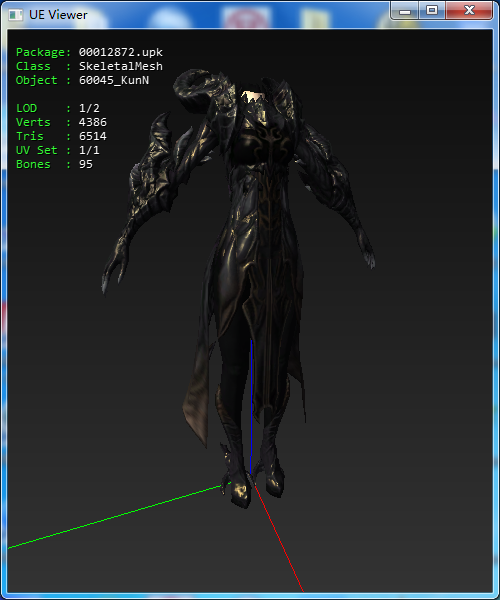 UE Viewer
Package: 00012872.upk
Class : SkeletalMesh
Object : 60045_KunN
LOD : 1/2
Verts : 4386
Tris : 6514
UV Set : 1/1
Bones : 95